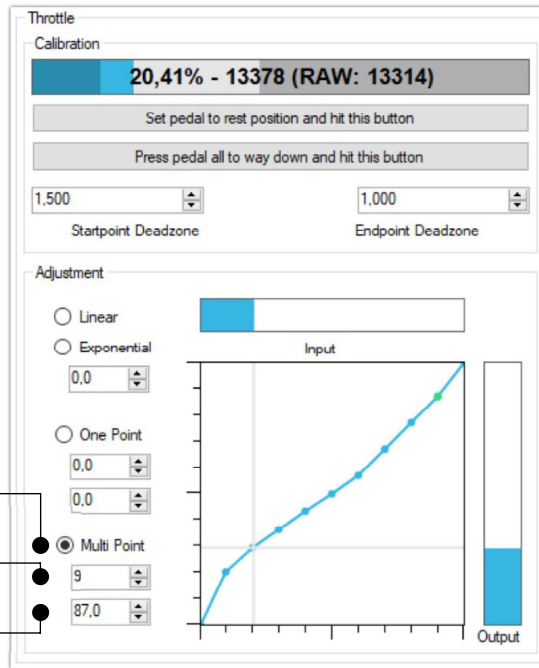 Throttle
Calibration
20,41% - 13378 (RAW: 13314)
Set pedal to rest position and hit this button
Press pedal all to way down and hit this button
1,500 1,000
Startpoint Deadzone Endpoint Deadzone
Adjustment
Linear
Exponential Input
0,0
One Point
0,0
0,0
Multi Point
9
87,0
Output